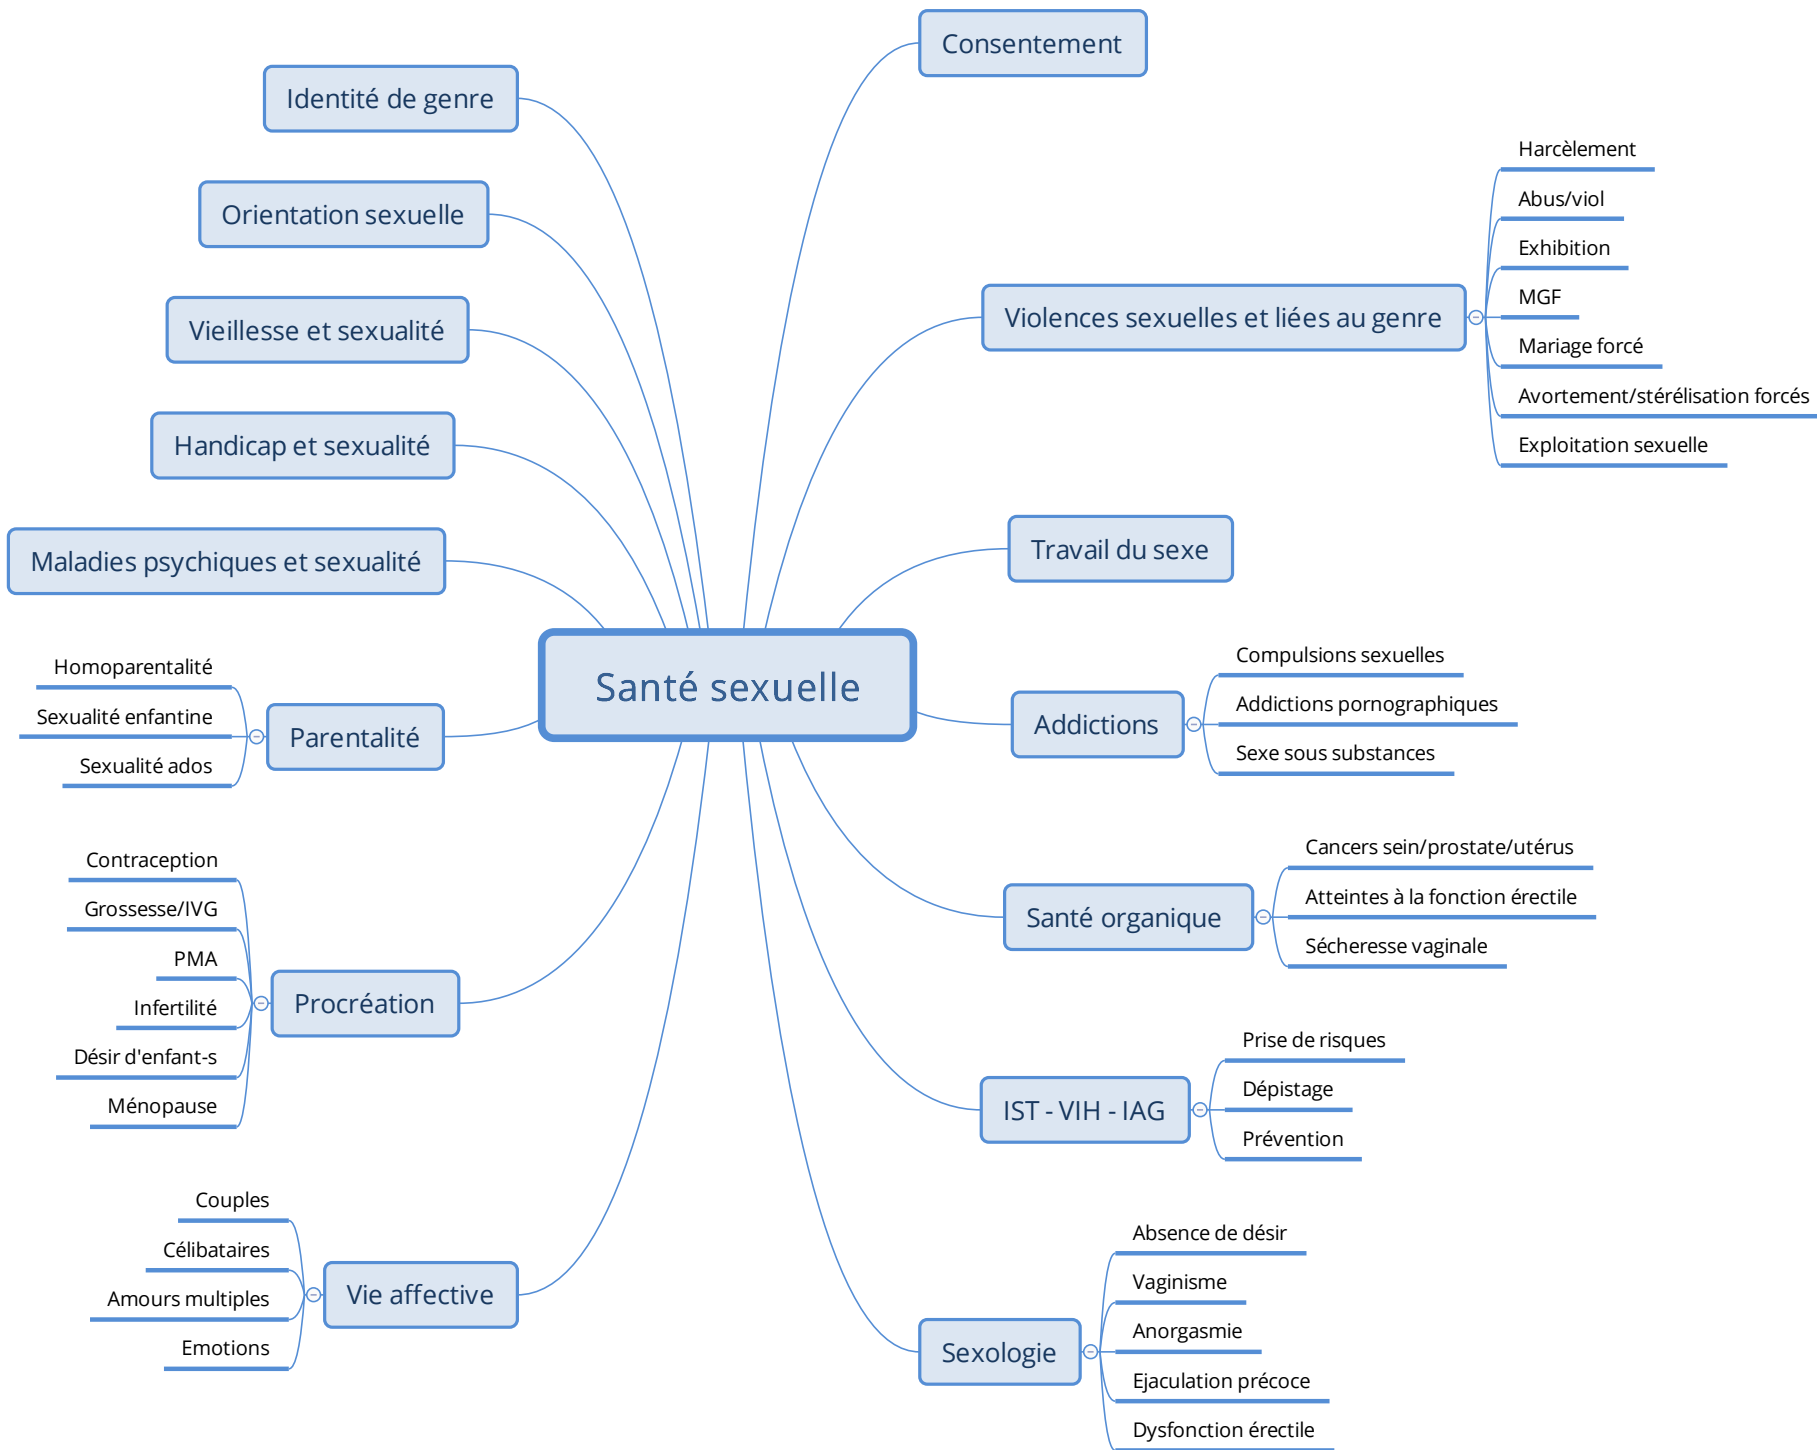 Consentement
Identité de genre
Orientation sexuelle
Vieillesse et sexualité
Handicap et sexualité
Maladies psychiques et sexualité
Violences sexuelles et liées au genre
Harcèlement
Abus/viol
Exhibition
MGF
Mariage forcé
Avortement/stérélisation forcés
Exploitation sexuelle
Travail du sexe
Santé sexuelle
Parentalité
Homoparentalité
Sexualité enfantine
Sexualité ados
Addictions
Compulsions sexuelles
Addictions pornographiques
Sexe sous substances
Santé organique
Cancers sein/prostate/utérus
Atteintes à la fonction érectile
Sécheresse vaginale
Procréation
Contraception
Grossesse/IVG
PMA
Infertilité
Désir d'enfant-s
Ménopause
IST - VIH - IAG
Prise de risques
Dépistage
Prévention
Vie affective
Couples
Célibataires
Amours multiples
Emotions
Sexologie
Absence de désir
Vaginisme
Anorgasmie
Ejaculation précoce
Dysfonction érectile